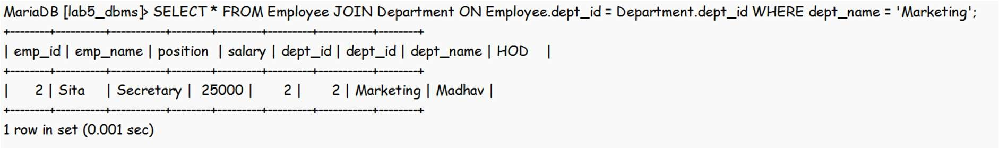 MariaDB [lab5_dbms]> SELECT * FROM Employee JOIN Department ON Employee.dept_id = Department.dept_id WHERE dept_name = 'Marketing';
+--------+----------+-----------+--------+---------+---------+-----------+--------+
| emp_id | emp_name | position  | salary | dept_id | dept_id | dept_name | HOD    |
+--------+----------+-----------+--------+---------+---------+-----------+--------+
|      2 | Sita     | Secretary |  25000 |       2 |       2 | Marketing | Madhav |
+--------+----------+-----------+--------+---------+---------+-----------+--------+
1 row in set (0.001 sec)